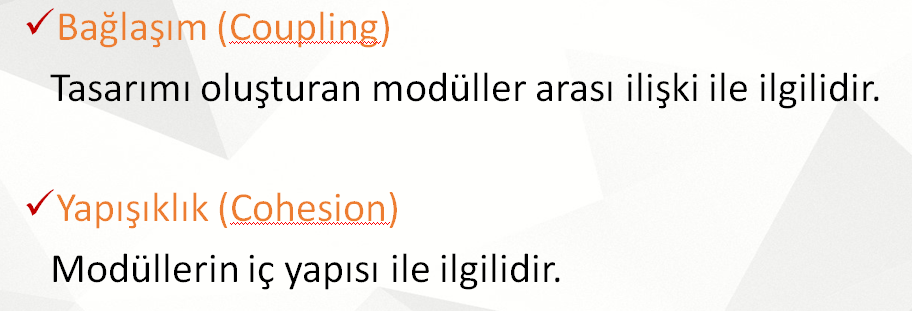 ✓Bağlaşım (Coupling)
Tasarımı oluşturan modüller arası ilişki ile ilgilidir.
✓Yapışıklık (Cohesion)
Modüllerin iç yapısı ile ilgilidir.